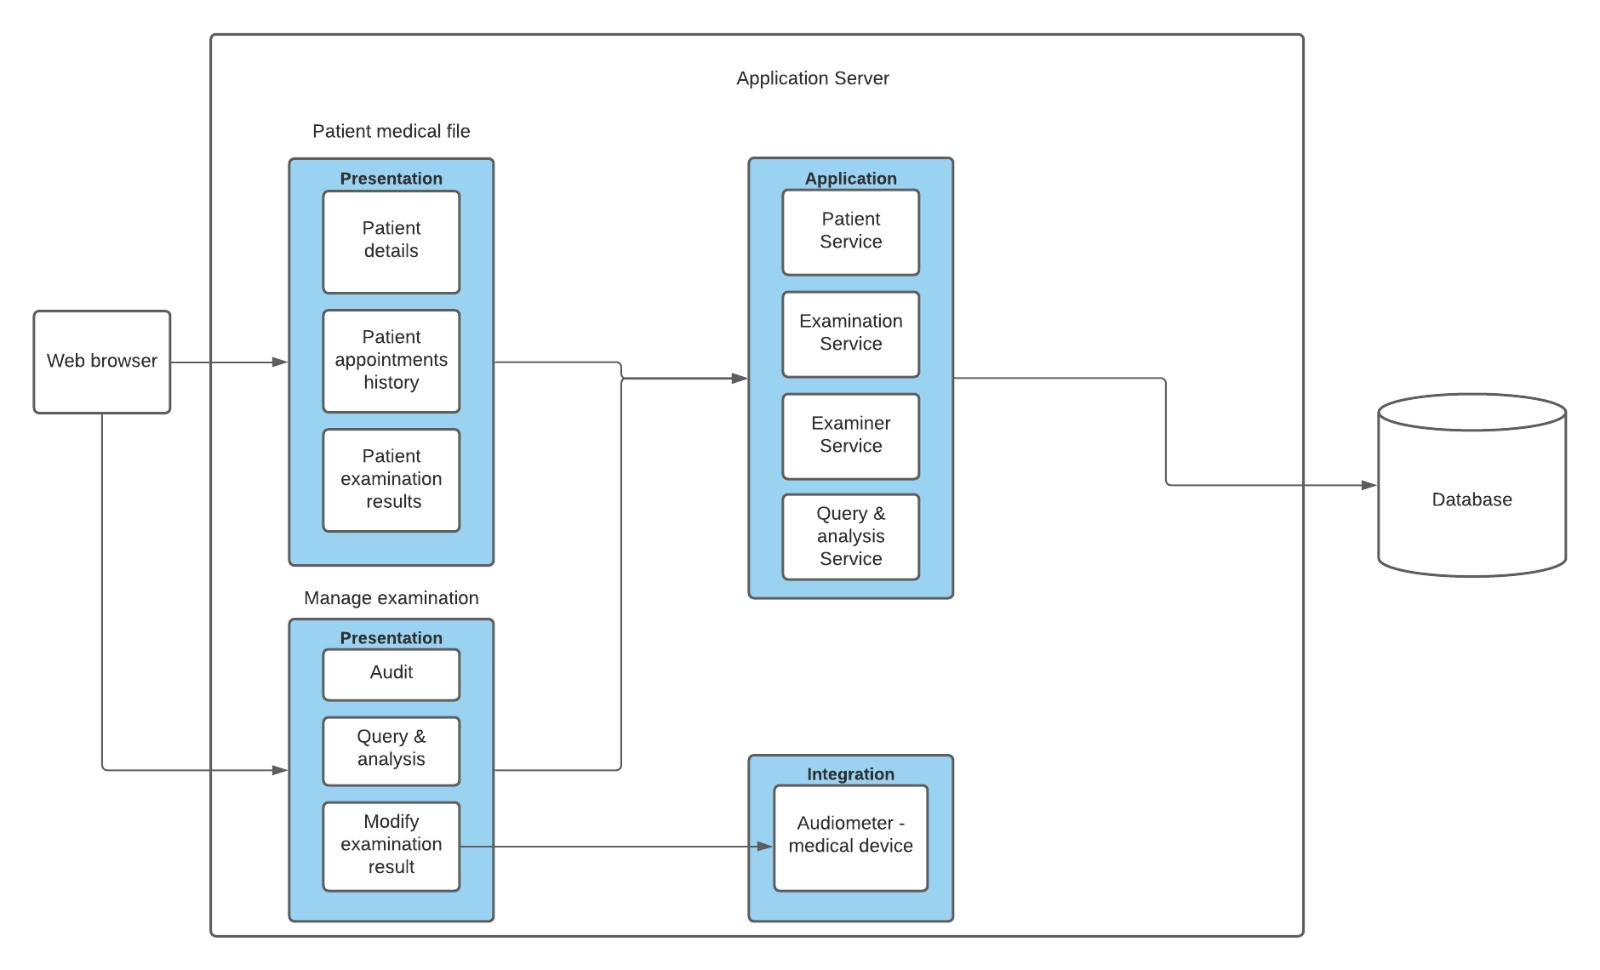 Application Server
Patient medical file
Presentation
Patient
details
Patient
appointments
history
Patient
examination
results
Web browser
Manage examination
Presentation
Audit
Query &
analysis
Modify
examination
result
Application
Patient
Service
Examination
Service
Examiner
Service
Query &
analysis
Service
Integration
Audiometer -
medical device
Database